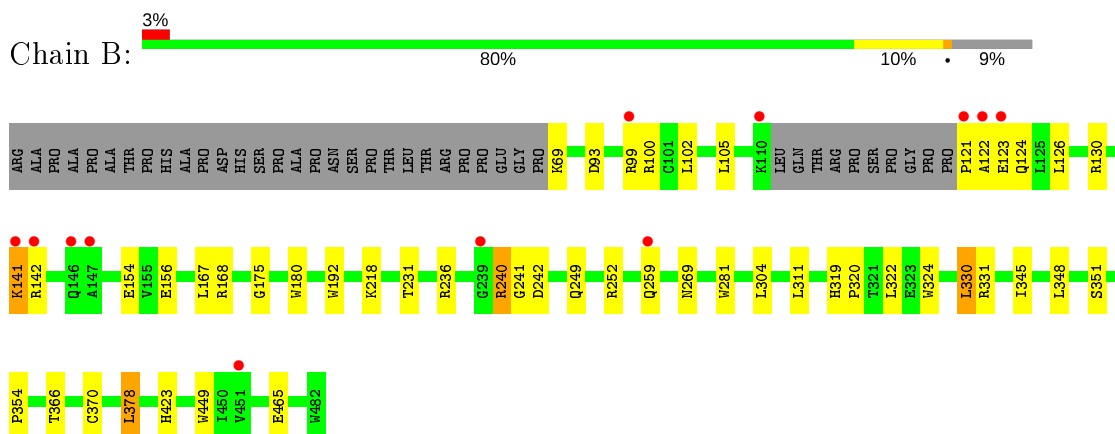 3%
Chain B:
80% 10% • 9%
ARG ALA PRO ALA PRO ALA THR PRO HIS ALA PRO ASP HIS SER PRO ALA PRO ASN SER PRO THR LEU THR ARG PRO PRO GLU GLY PRO K69 D93 R99 R100 C101 L102 L105 K110 LEU GLN THR ARG PRO SER PRO GLY PRO PRO P121 A122 E123 Q124 L125 L126 R130
K141 R142 Q146 A147 E154 V155 E156 L167 R168 G175 W180 W192 K218 T231 R236 G239 R240 G241 D242 Q249 R252 Q259 N269 W281 L304 L311 H319 P320 T321 L322 E323 W324 L330 R331 I345 L348 S351
P354 T366 C370 L378 H423 W449 I450 V451 E465 W482